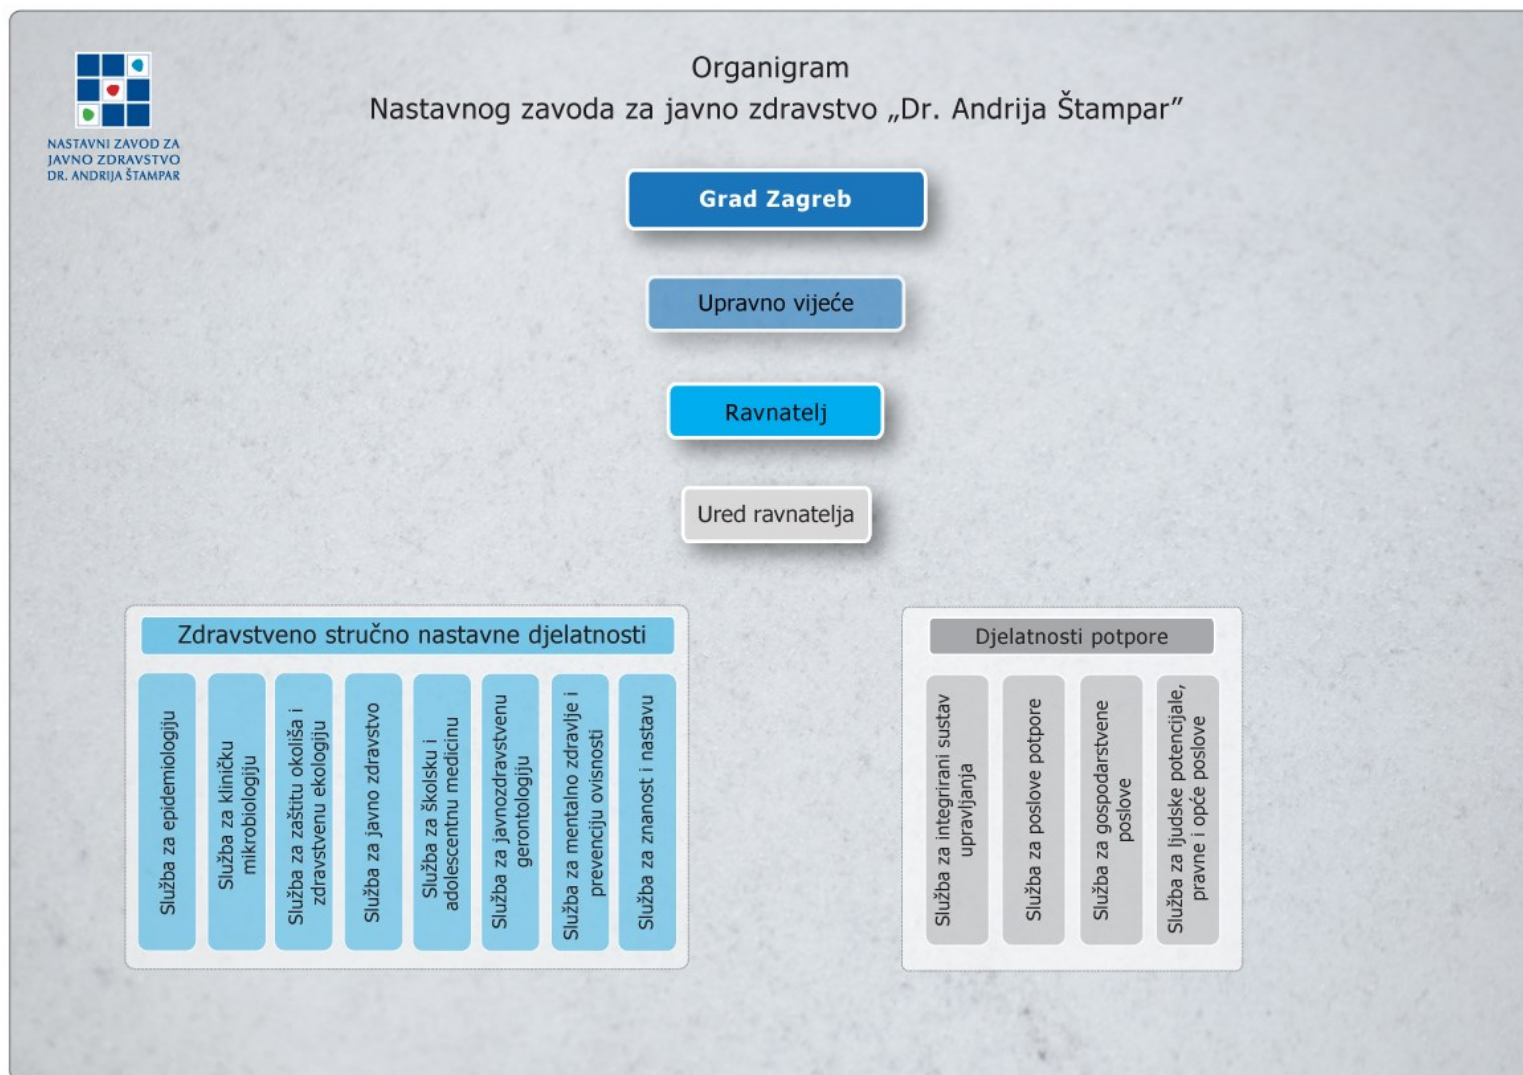 NASTAVNI ZAVOD ZA
JAVNO ZDRAVSTVO
DR. ANDRIJA ŠTAMPAR
Organigram
Nastavnog zavoda za javno zdravstvo „Dr. Andrija Štampar”
Grad Zagreb
Upravno vijeće
Ravnatelj
Ured ravnatelja
Zdravstveno stručno nastavne djelatnosti
Služba za epidemiologiju
Služba za kliničku
mikrobiologiju
Služba za zaštitu okoliša i
zdravstvenu ekologiju
Služba za javno zdravstvo
Služba za školsku i
adolescentnu medicinu
Služba za javnozdravstvenu
gerontologiju
Služba za mentalno zdravlje i
prevenciju ovisnosti
Služba za znanost i nastavu
Djelatnosti potpore
Služba za integrirani sustav
upravljanja
Služba za poslove potpore
Služba za gospodarstvene
poslove
Služba za ljudske potencijale,
pravne i opće poslove